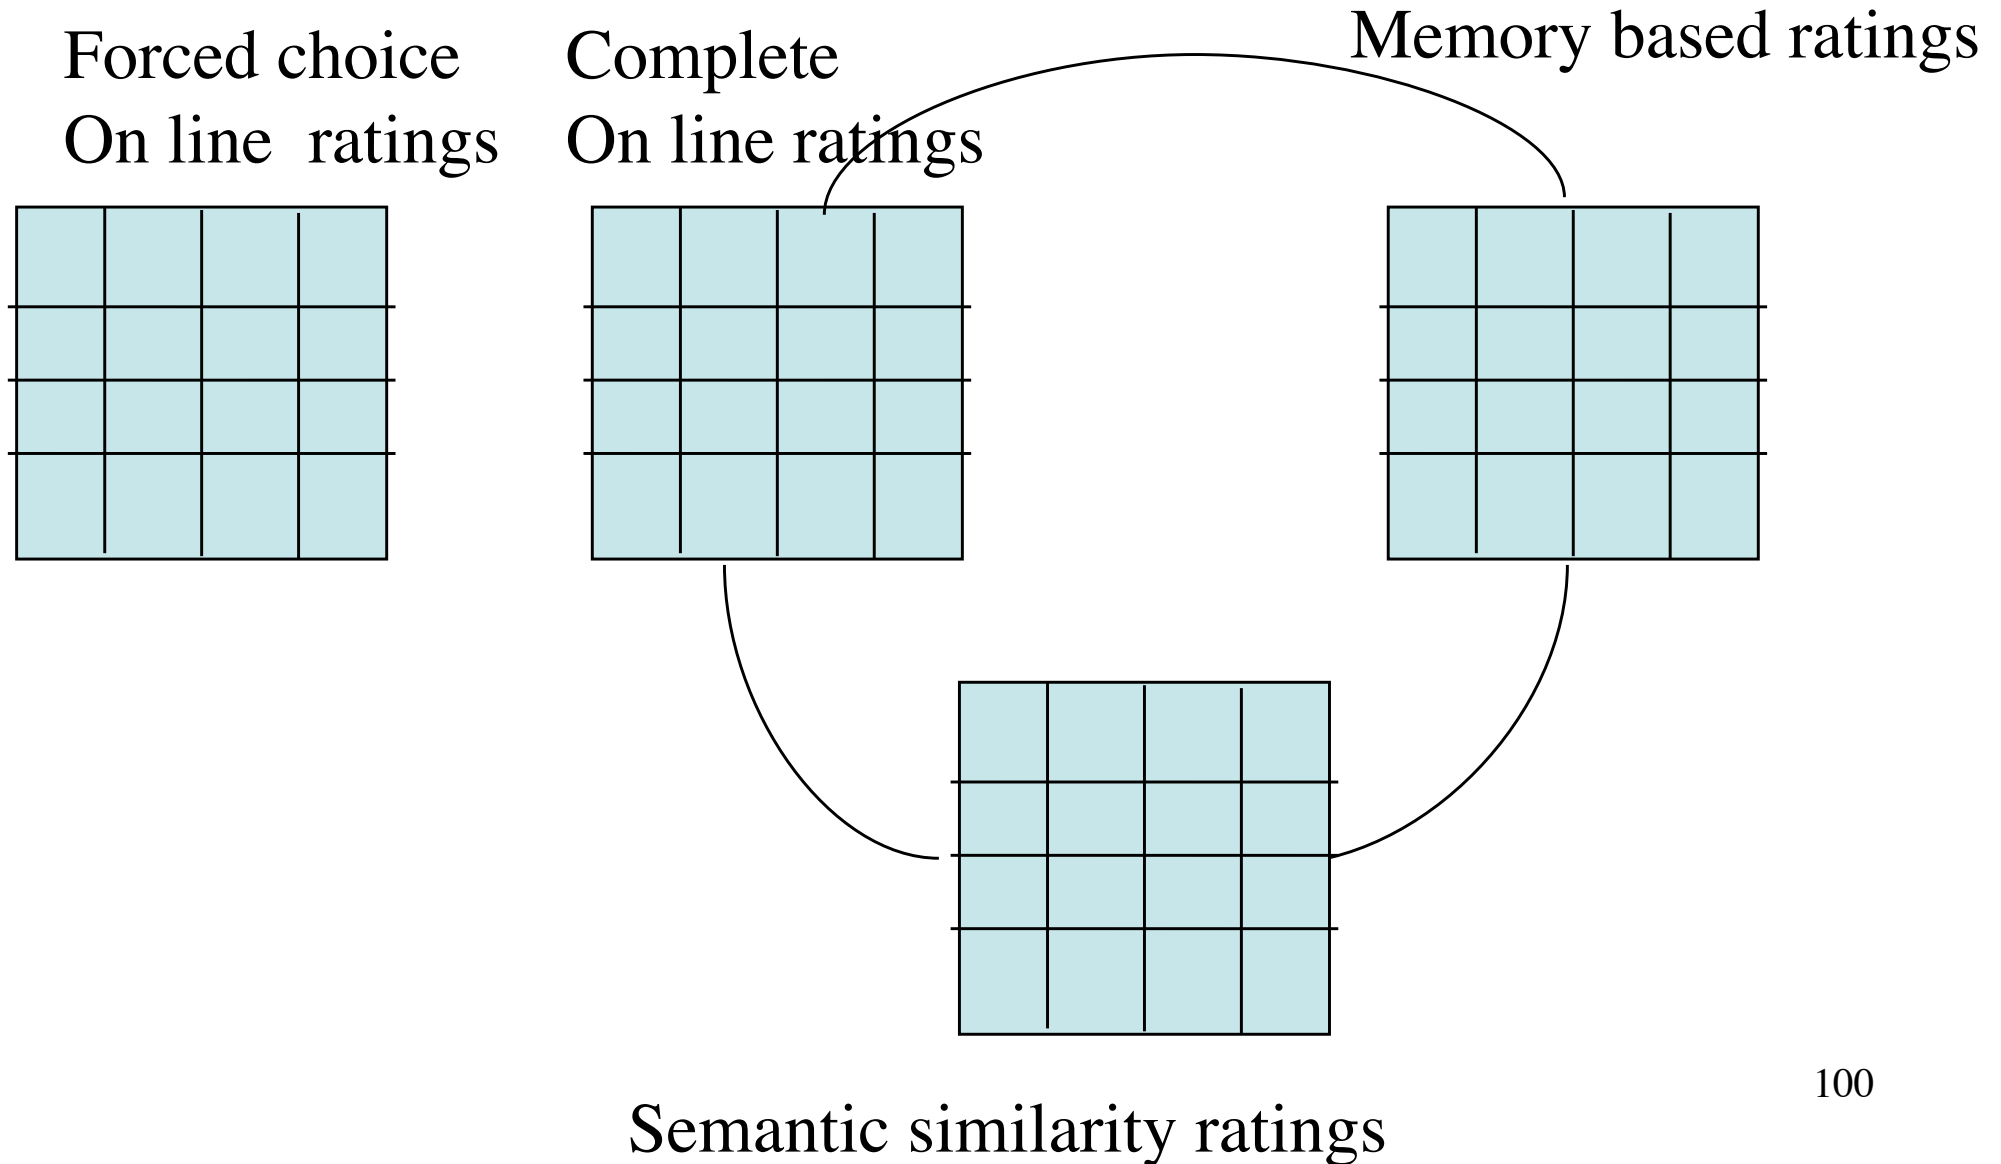 Forced choice
On line  ratings
Complete
On line ratings
Memory based ratings
Semantic similarity ratings
100